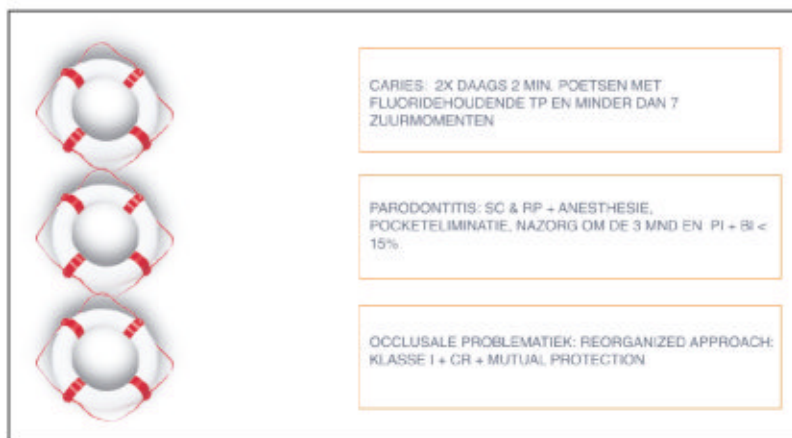 CARIES: 2X DAAGS 2 MIN. POETSEN MET
FLUORIDEHOUDENDE TP EN MINDER DAN 7
ZUURMOMENTEN
PARODONTITIS: SC & RP + ANESTHESIE,
POCKETELIMINATIE, NAZORG OM DE 3 MND EN PI + BI <
15%
OCCLUSALE PROBLEMATIEK: REORGANIZED APPROACH:
KLASSE I + CR + MUTUAL PROTECTION